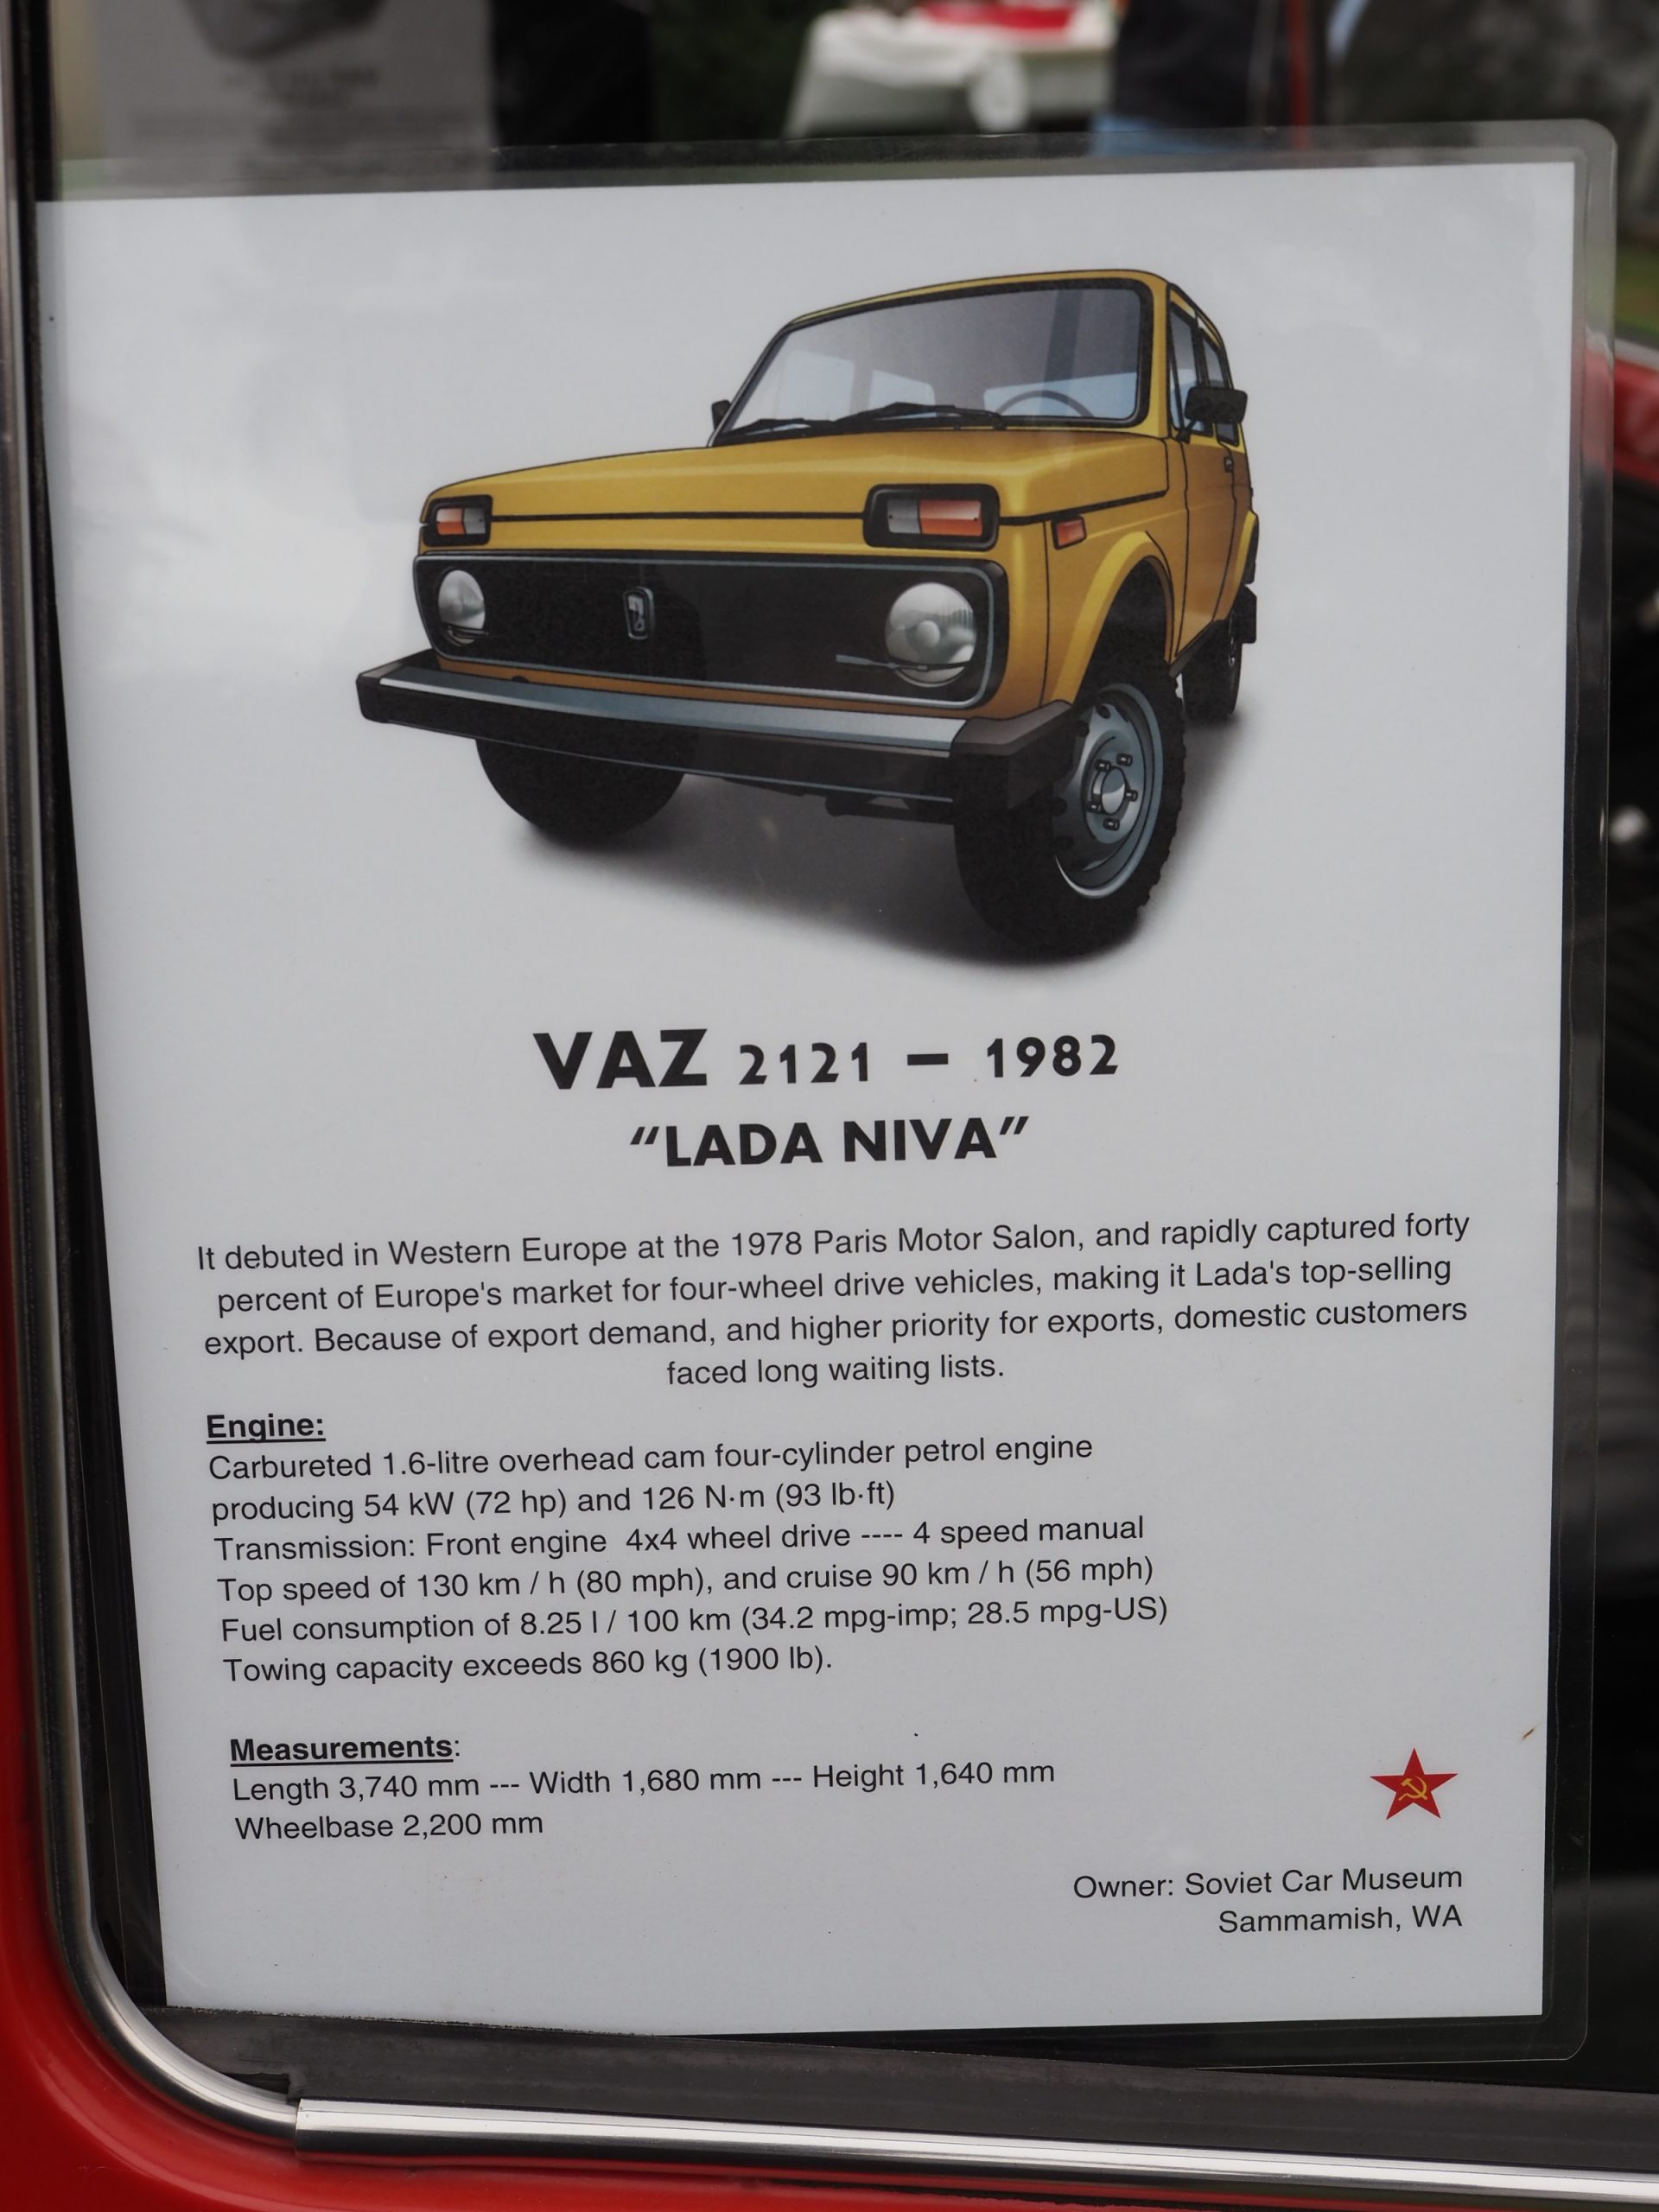 VAZ 2121 – 1982
“LADA NIVA”
It debuted in Western Europe at the 1978 Paris Motor Salon, and rapidly captured forty
percent of Europe's market for four-wheel drive vehicles, making it Lada's top-selling
export. Because of export demand, and higher priority for exports, domestic customers
faced long waiting lists.
Engine:
Carbureted 1.6-litre overhead cam four-cylinder petrol engine
producing 54 kW (72 hp) and 126 N·m (93 lb·ft)
Transmission: Front engine  4x4 wheel drive ---- 4 speed manual
Top speed of 130 km / h (80 mph), and cruise 90 km / h (56 mph)
Fuel consumption of 8.25 l / 100 km (34.2 mpg-imp; 28.5 mpg-US)
Towing capacity exceeds 860 kg (1900 lb).
Measurements:
Length 3,740 mm --- Width 1,680 mm --- Height 1,640 mm
Wheelbase 2,200 mm
Owner: Soviet Car Museum
Sammamish, WA